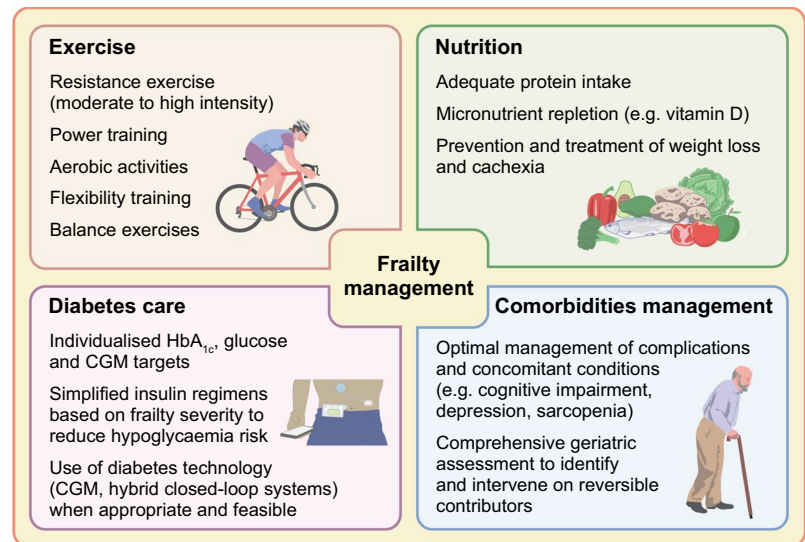 Exercise
Resistance exercise
(moderate to high intensity)
Power training
Aerobic activities
Flexibility training
Balance exercises
Nutrition
Adequate protein intake
Micronutrient repletion (e.g. vitamin D)
Prevention and treatment of weight loss
and cachexia
Frailty
management
Diabetes care
Individualised HbA1c, glucose
and CGM targets
Simplified insulin regimens
based on frailty severity to
reduce hypoglycaemia risk
Use of diabetes technology
(CGM, hybrid closed-loop systems)
when appropriate and feasible
Comorbidities management
Optimal management of complications
and concomitant conditions
(e.g. cognitive impairment,
depression, sarcopenia)
Comprehensive geriatric
assessment to identify
and intervene on reversible
contributors